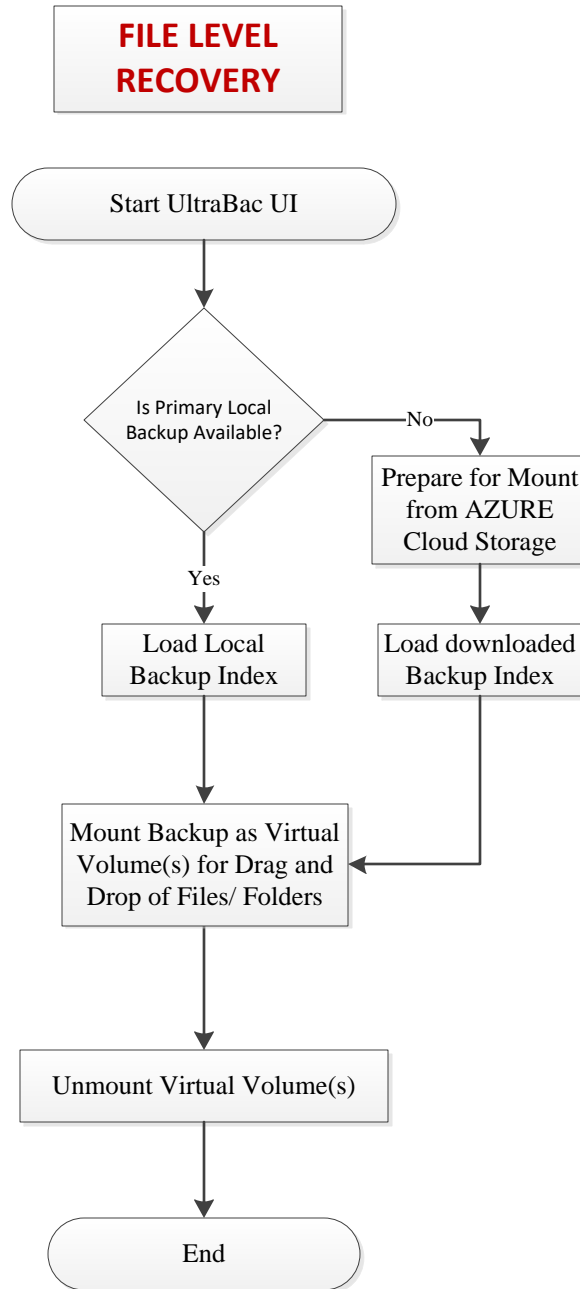 FILE LEVEL
RECOVERY
Start UltraBac UI
Is Primary Local
Backup Available?
No
Prepare for Mount
from AZURE
Cloud Storage
Yes
Load Local
Backup Index
Load downloaded
Backup Index
Mount Backup as Virtual
Volume(s) for Drag and
Drop of Files/ Folders
Unmount Virtual Volume(s)
End